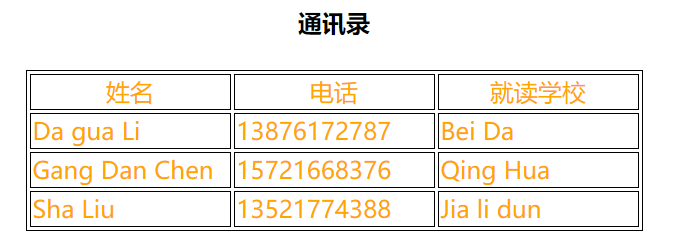 通讯录
姓名 电话 就读学校
Da gua Li 13876172787 Bei Da
Gang Dan Chen 15721668376 Qing Hua
Sha Liu 13521774388 Jia li dun